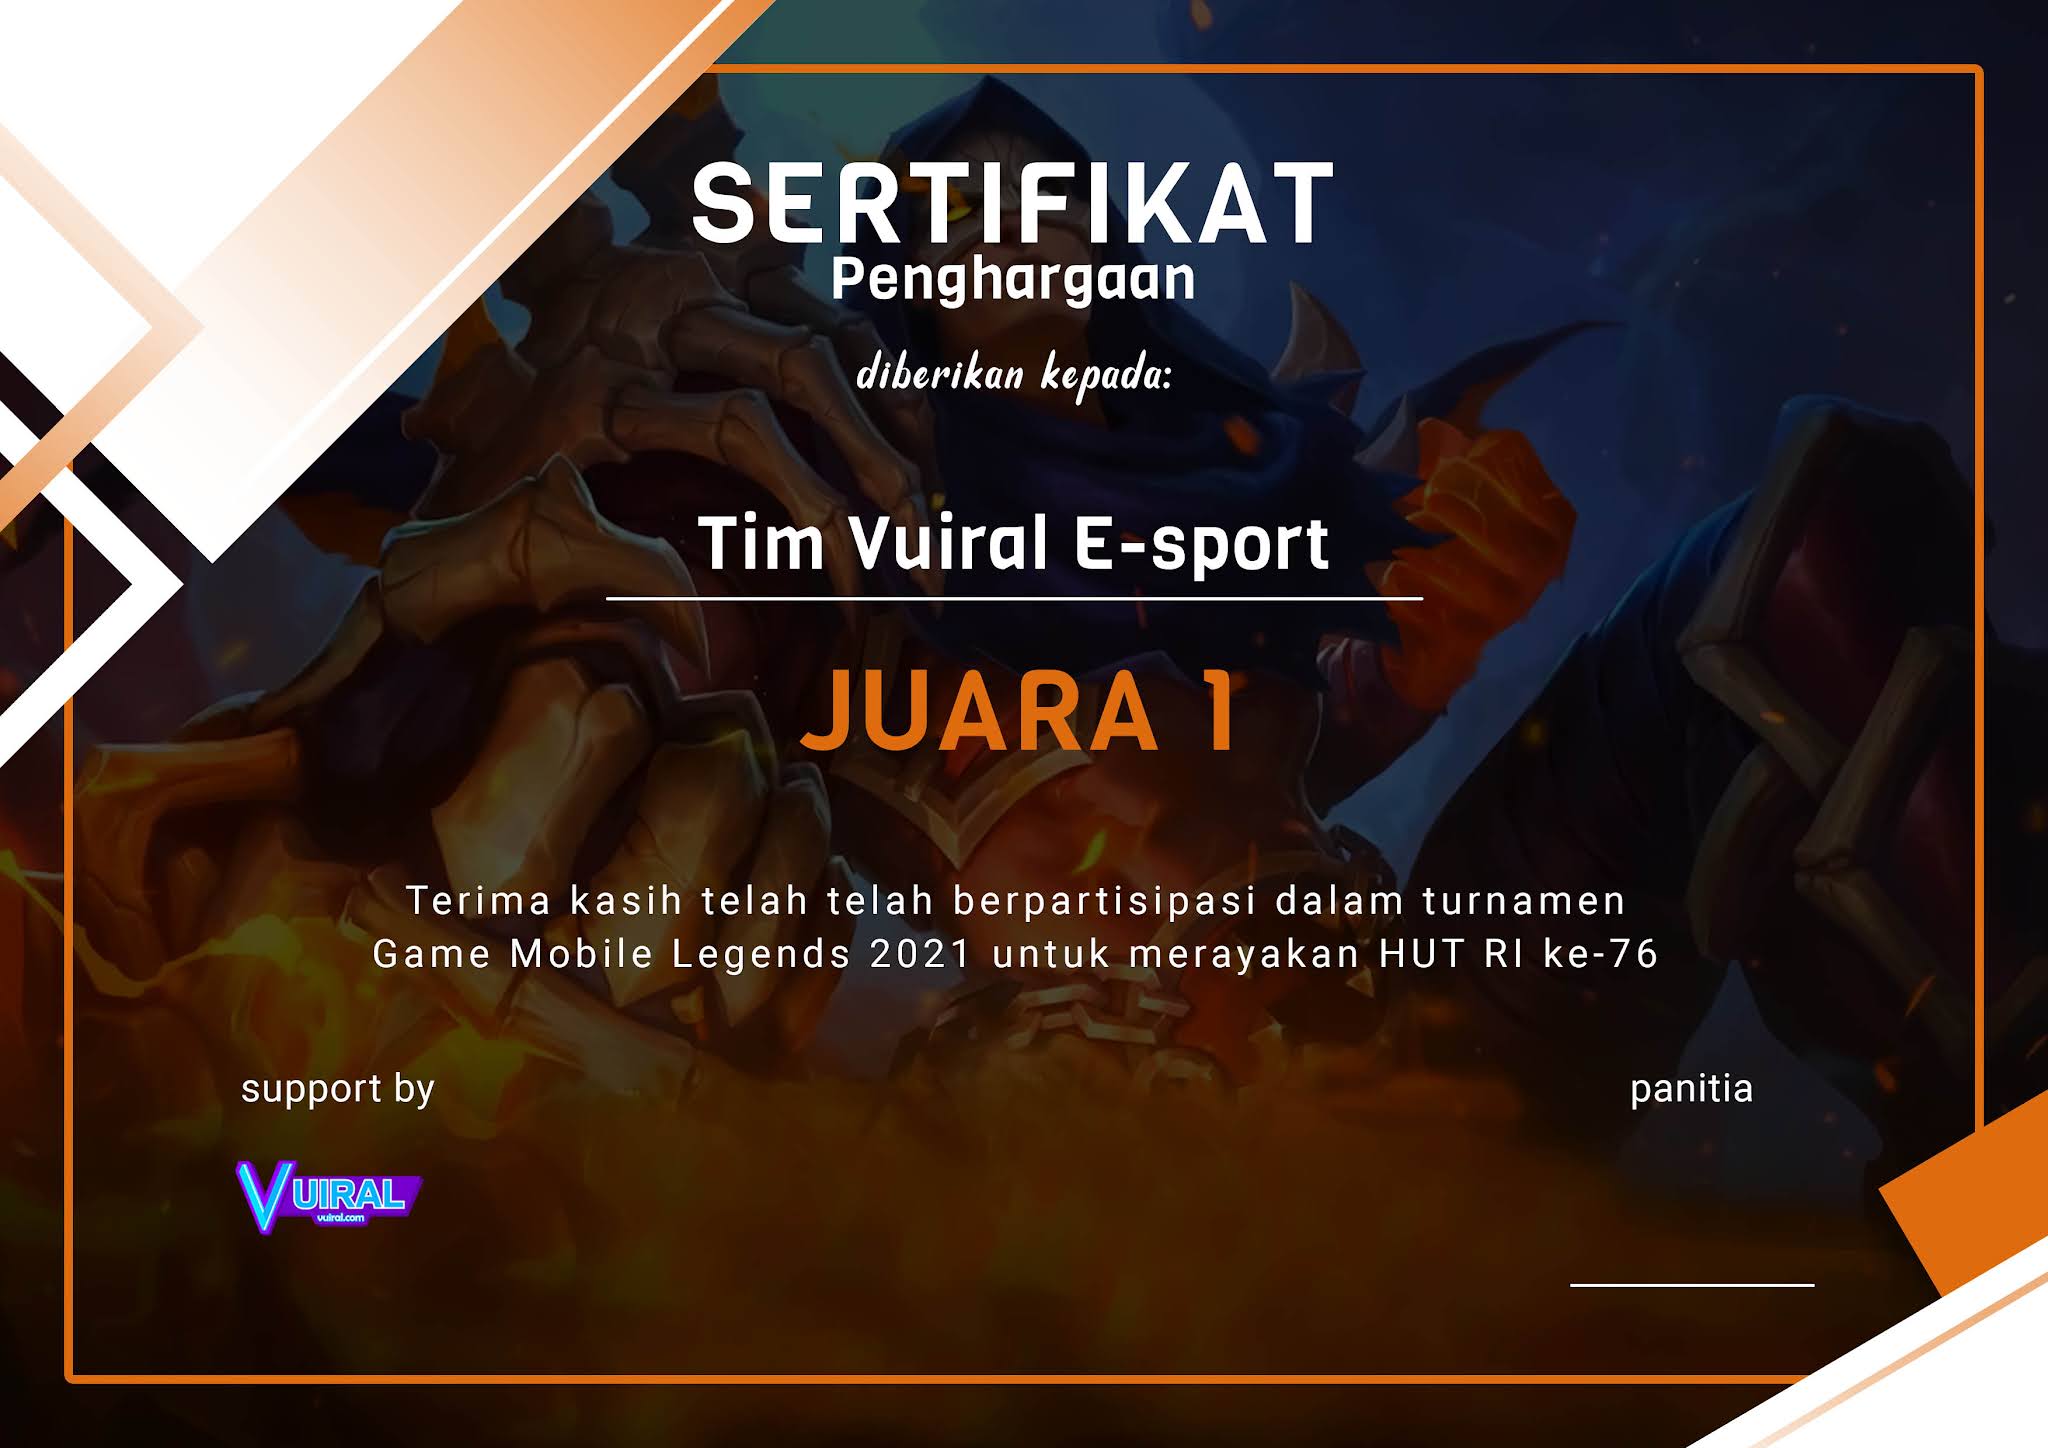 SERTIFIKAT
Penghargaan
diberikan kepada:
Tim Vuiral E-sport
JUARA 1
Terima kasih telah telah berpartisipasi dalam turnamen
Game Mobile Legends 2021 untuk merayakan HUT RI ke-76
support by
panitia
VUIRAL
vuiral.com